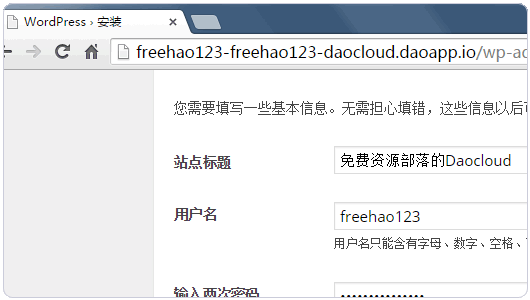 WordPress › 安装
freehao123-freehao123-daocloud.daoapp.io/wp-ad
您需要填写一些基本信息。无需担心填错，这些信息以后
站点标题
免费资源部落的Daocloud
用户名
freehao123
用户名只能含有字母、数字、空格、
输入两次密码